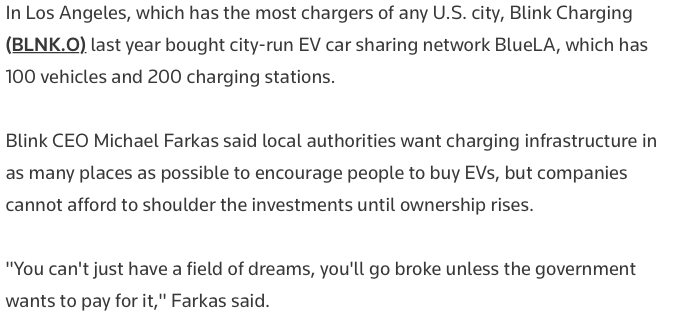 In Los Angeles, which has the most chargers of any U.S. city, Blink Charging
(BLNK.O) last year bought city-run EV car sharing network BlueLA, which has
100 vehicles and 200 charging stations.
Blink CEO Michael Farkas said local authorities want charging infrastructure in
as many places as possible to encourage people to buy EVs, but companies
cannot afford to shoulder the investments until ownership rises.
"You can't just have a field of dreams, you'll go broke unless the government
wants to pay for it," Farkas said.